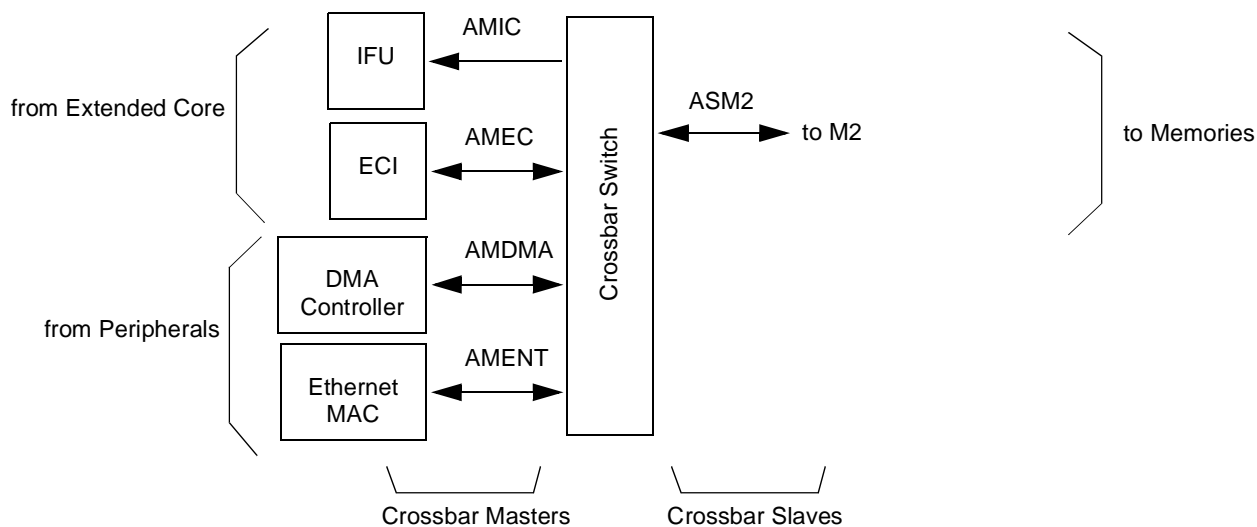 AMIC
IFU
from Extended Core
ASM2
to M2
to Memories
AMEC
ECI
Crossbar Switch
AMDMA
DMA
Controller
from Peripherals
AMENT
Ethernet
MAC
Crossbar Masters
Crossbar Slaves